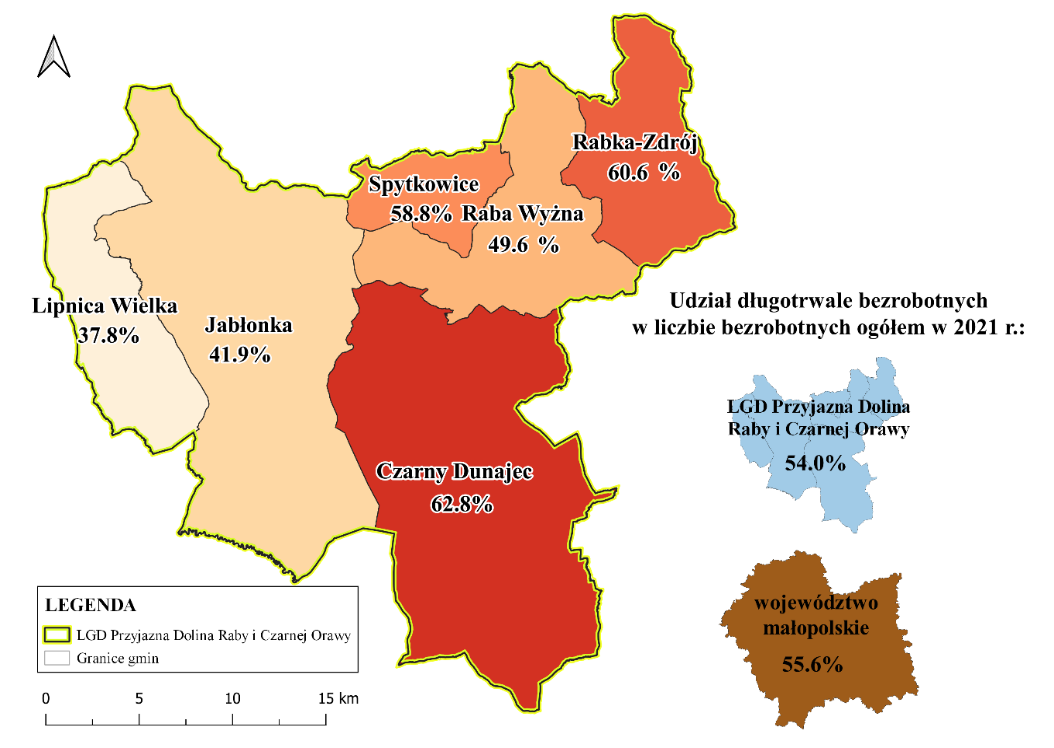 Rabka-Zdrój
60.6 %
Spytkowice
58.8%
Raba Wyżna
49.6 %
Lipnica Wielka
37.8%
Jabłonka
41.9%
Czarny Dunajec
62.8%
Udział długotrwale bezrobotnych
w liczbie bezrobotnych ogółem w 2021 r.:
LGD Przyjazna Dolina
Raby i Czarnej Orawy
54.0%
województwo
małopolskie
55.6%
LEGENDA
LGD Przyjazna Dolina Raby i Czarnej Orawy
Granice gmin
0 5 10 15 km